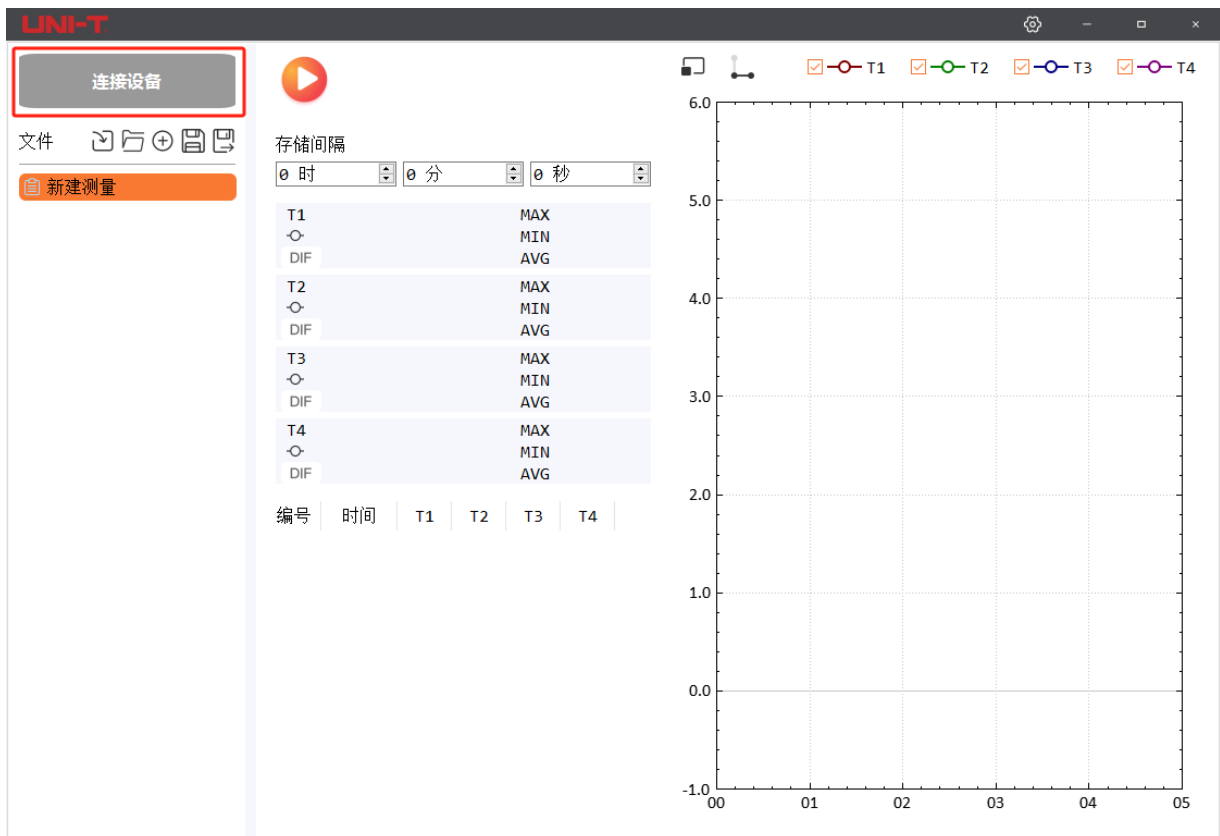 UNI-T
连接设备
文件
新建测量
存储间隔
0 时 0 分 0 秒
T1 MAX
MIN
DIF AVG
T2 MAX
MIN
DIF AVG
T3 MAX
MIN
DIF AVG
T4 MAX
MIN
DIF AVG
编号 时间 T1 T2 T3 T4
T1 T2 T3 T4
6.0
5.0
4.0
3.0
2.0
1.0
0.0
-1.0
00 01 02 03 04 05